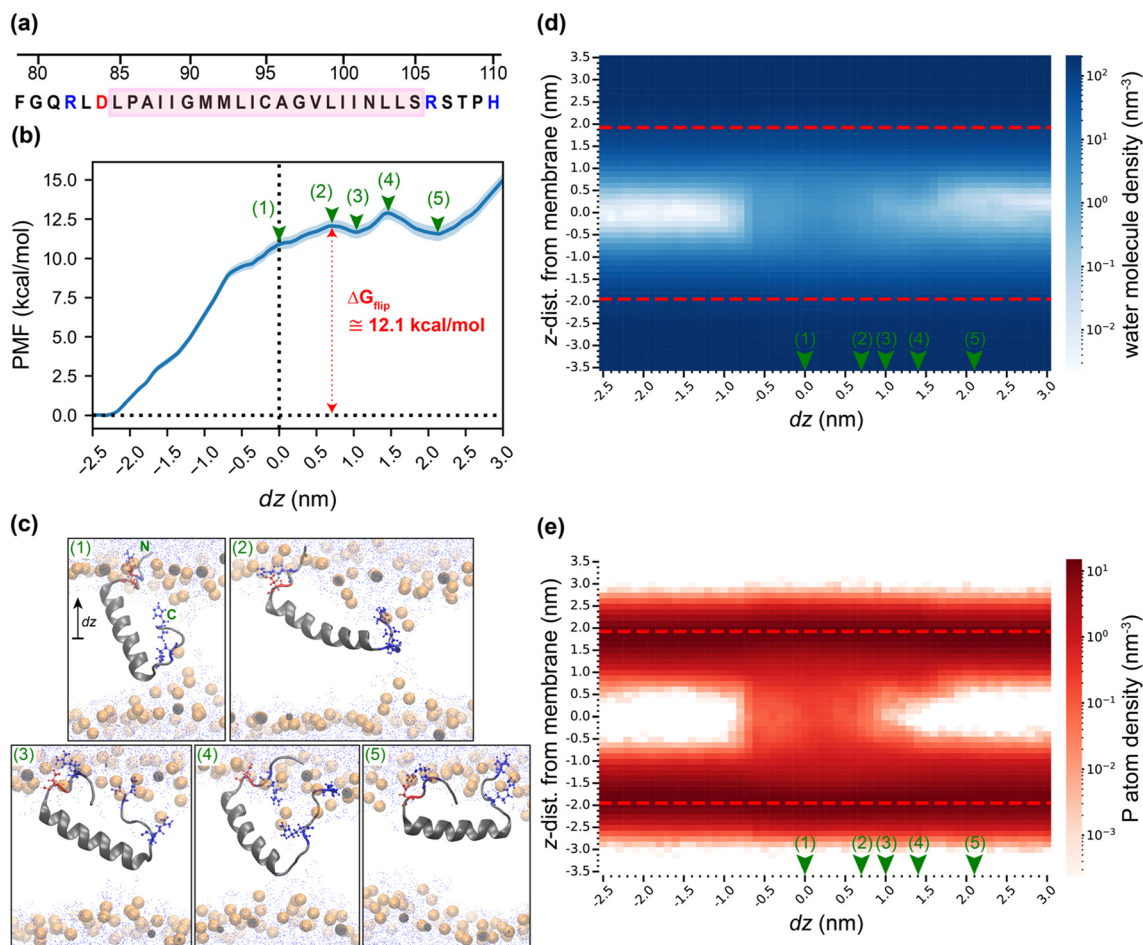 (a)
80 85 90 95 100 105 110
FGQRLDLPAIIGMMLICAGVLIINLLSRSTPH
(b)
PMF (kcal/mol)
15.0
12.5
10.0
7.5
5.0
2.5
0.0
(1)
(2)
(3)
(4)
(5)
ΔGflip
≅ 12.1 kcal/mol
−2.5 −2.0 −1.5 −1.0 −0.5 0.0 0.5 1.0 1.5 2.0 2.5 3.0
dz (nm)
(c)
(1) N
C
dz
(2)
(3)
(4)
(5)
(d)
z-dist. from membrane (nm)
3.5
3.0
2.5
2.0
1.5
1.0
0.5
0.0
-0.5
-1.0
-1.5
-2.0
-2.5
-3.0
-3.5
(1) (2) (3) (4) (5)
-2.5 -2.0 -1.5 -1.0 -0.5 0.0 0.5 1.0 1.5 2.0 2.5 3.0
dz (nm)
10²
10¹
10⁰
10⁻¹
10⁻²
water molecule density (nm⁻³)
(e)
z-dist. from membrane (nm)
3.5
3.0
2.5
2.0
1.5
1.0
0.5
0.0
-0.5
-1.0
-1.5
-2.0
-2.5
-3.0
-3.5
(1) (2) (3) (4) (5)
-2.5 -2.0 -1.5 -1.0 -0.5 0.0 0.5 1.0 1.5 2.0 2.5 3.0
dz (nm)
10¹
10⁰
10⁻¹
10⁻²
10⁻³
P atom density (nm⁻³)